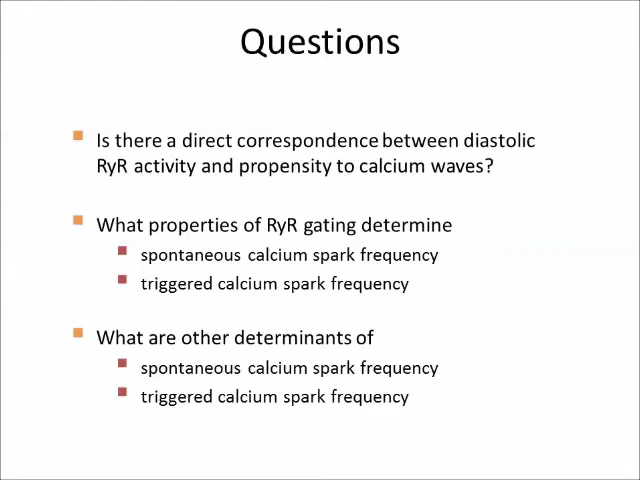 Questions
Is there a direct correspondence between diastolic
RyR activity and propensity to calcium waves?
What properties of RyR gating determine
spontaneous calcium spark frequency
triggered calcium spark frequency
What are other determinants of
spontaneous calcium spark frequency
triggered calcium spark frequency